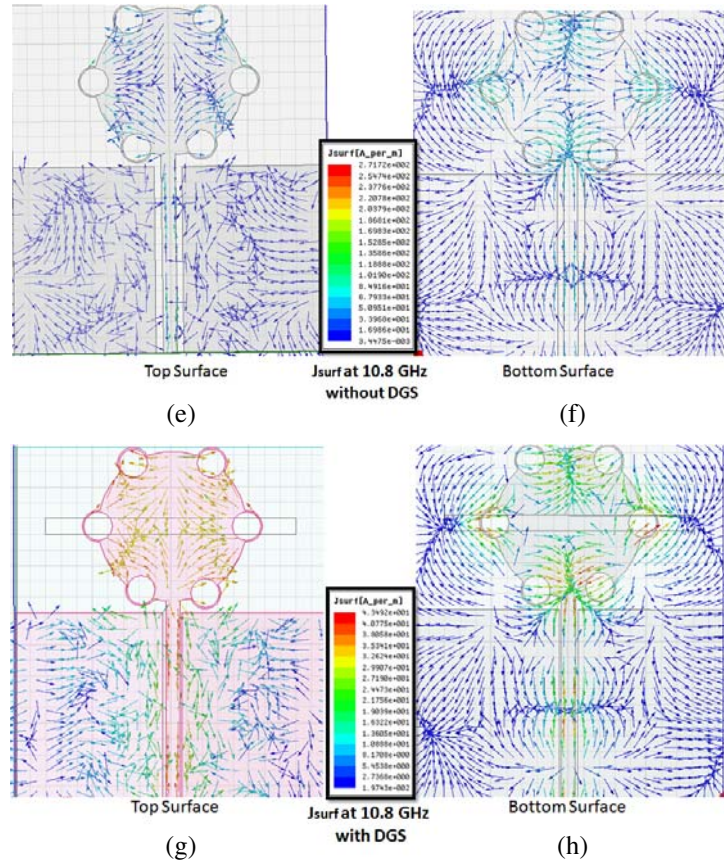 Jsurf[A_per_m]
2.7172e+002
2.5474e+002
2.3776e+002
2.2078e+002
2.0379e+002
1.8681e+002
1.6983e+002
1.5285e+002
1.3586e+002
1.1888e+002
1.0190e+002
8.4916e+001
6.7933e+001
5.0951e+001
3.3968e+001
1.6986e+001
3.4475e-003
Top Surface
Jsurf at 10.8 GHz
without DGS
Bottom Surface
(e)
(f)
Jsurf[A_per_m]
4.3492e+001
4.0775e+001
3.8058e+001
3.5341e+001
3.2624e+001
2.9907e+001
2.7190e+001
2.4473e+001
2.1756e+001
1.9039e+001
1.6322e+001
1.3605e+001
1.0888e+001
8.1708e+000
5.4538e+000
2.7368e+000
1.9743e-002
Top Surface
Jsurf at 10.8 GHz
with DGS
Bottom Surface
(g)
(h)